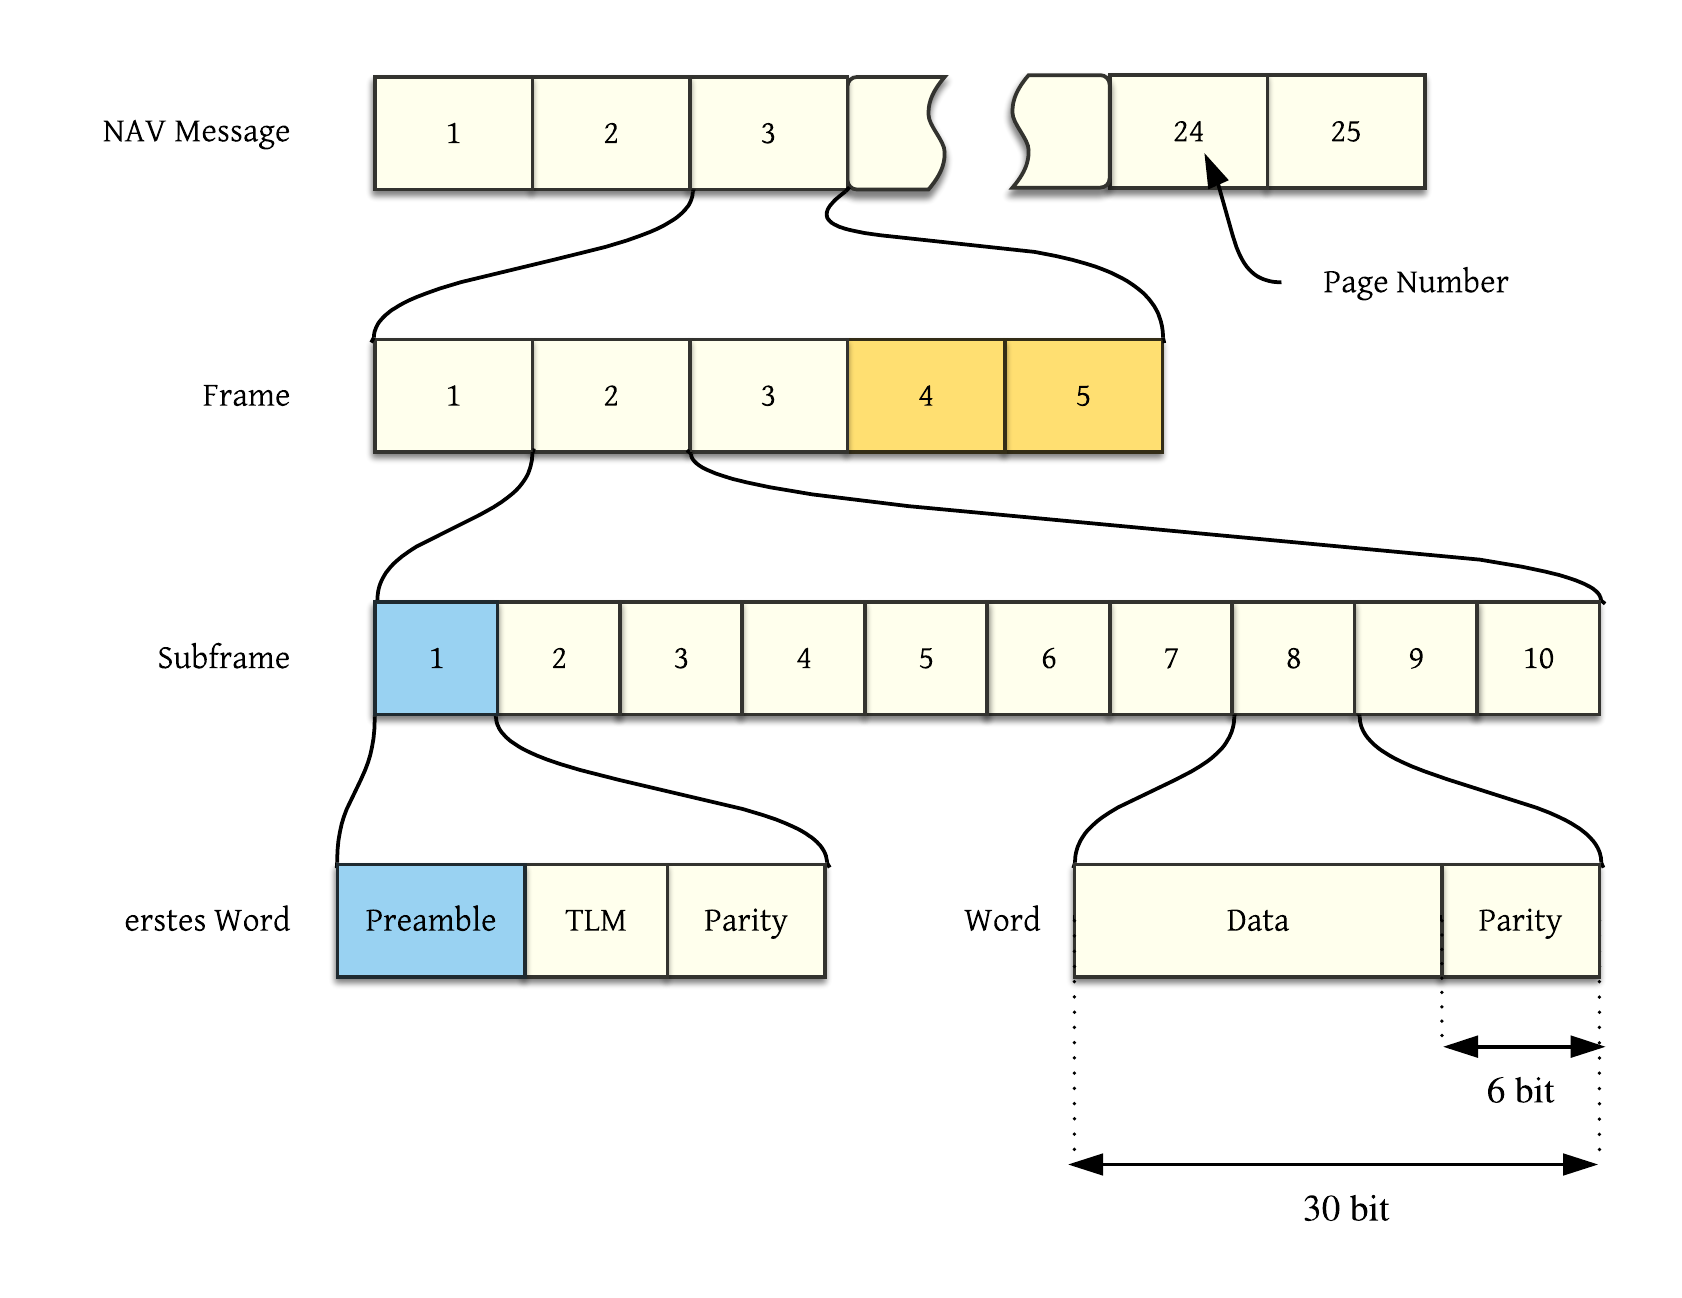 NAV Message 1 2 3 24 25
Page Number
Frame 1 2 3 4 5
Subframe 1 2 3 4 5 6 7 8 9 10
erstes Word Preamble TLM Parity Word Data Parity
6 bit
30 bit